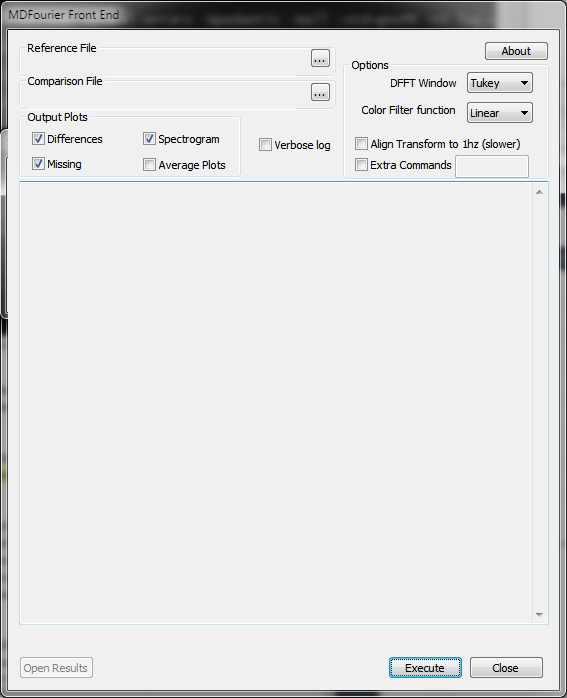 MDFourier Front End
Reference File
...
About
Comparison File
...
Options
DFFT Window Tukey
Color Filter function Linear
Output Plots
Differences
Spectrogram
Missing
Average Plots
Verbose log
Align Transform to 1hz (slower)
Extra Commands
Open Results
Execute
Close